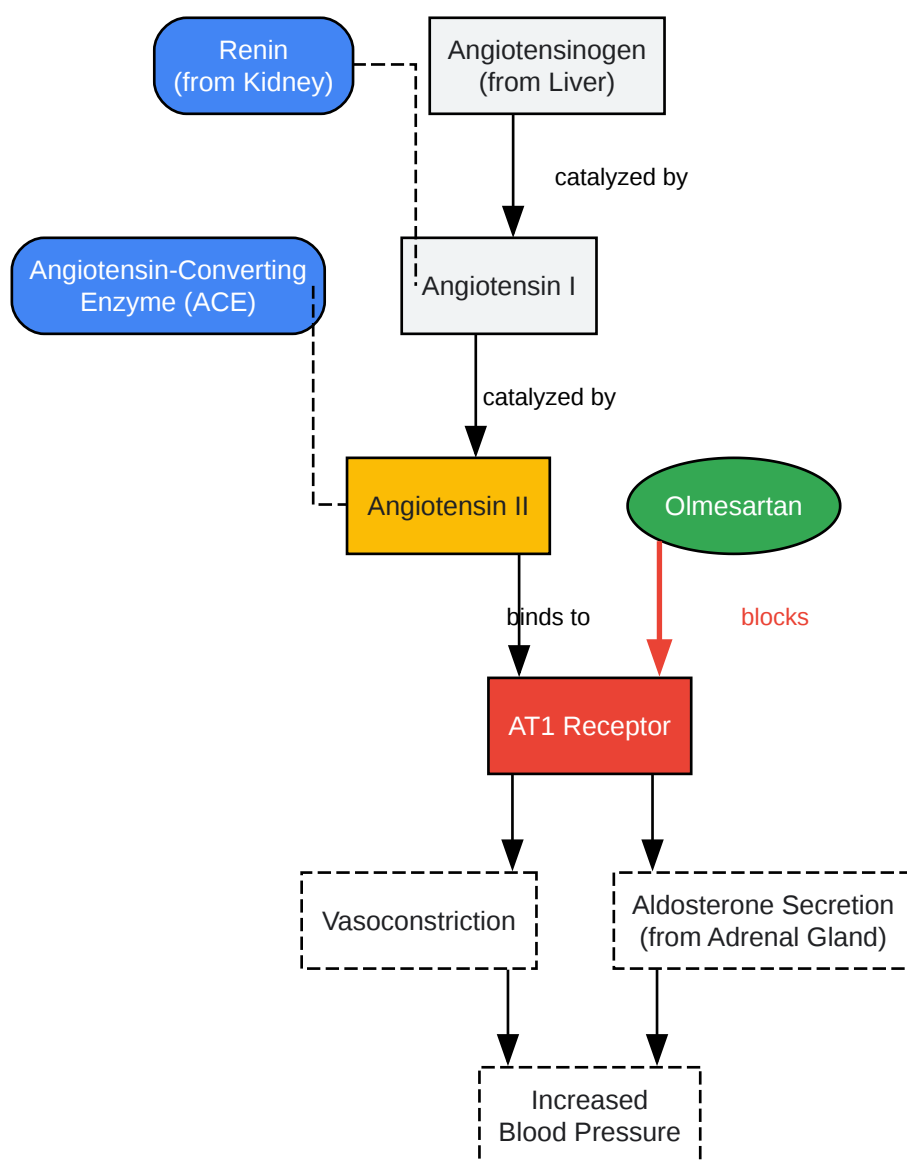 Renin
(from Kidney)
Angiotensinogen
(from Liver)
catalyzed by
Angiotensin-Converting
Enzyme (ACE)
Angiotensin I
catalyzed by
Angiotensin II
Olmesartan
binds to
blocks
AT1 Receptor
Vasoconstriction
Aldosterone Secretion
(from Adrenal Gland)
Increased
Blood Pressure